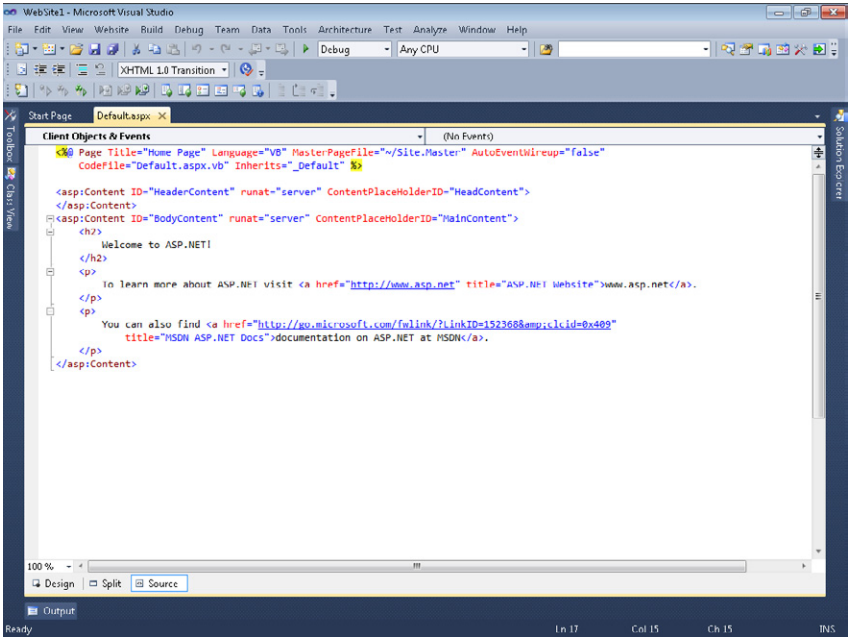 WebSite1 - Microsoft Visual Studio
File Edit View Website Build Debug Team Data Tools Architecture Test Analyze Window Help
Debug Any CPU
XHTML 1.0 Transition
Start Page Default.aspx
Client Objects & Events (No Events)
<%@ Page Title="Home Page" Language="VB" MasterPageFile="~/Site.Master" AutoEventWireup="false"
CodeFile="Default.aspx.vb" Inherits="_Default" %>
<asp:Content ID="HeaderContent" runat="server" ContentPlaceHolderID="HeadContent">
</asp:Content>
<asp:Content ID="BodyContent" runat="server" ContentPlaceHolderID="MainContent">
<h2>
Welcome to ASP.NET!
</h2>
<p>
To learn more about ASP.NET visit <a href="http://www.asp.net" title="ASP.NET Website">www.asp.net</a>.
</p>
<p>
You can also find <a href="http://go.microsoft.com/fwlink/?LinkID=152368&amp;clcid=0x409"
title="MSDN ASP.NET Docs">documentation on ASP.NET at MSDN</a>.
</p>
</asp:Content>
Toolbox
Class View
Solution Explorer
100 %
Design Split Source
Output
Ready Ln 17 Col 15 Ch 15 INS